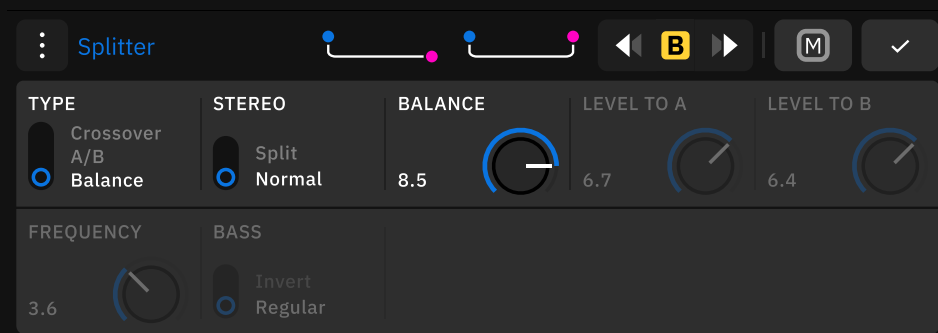 Splitter
B
M
TYPE
Crossover
A/B
Balance
STEREO
Split
Normal
BALANCE
8.5
LEVEL TO A
6.7
LEVEL TO B
6.4
FREQUENCY
3.6
BASS
Invert
Regular